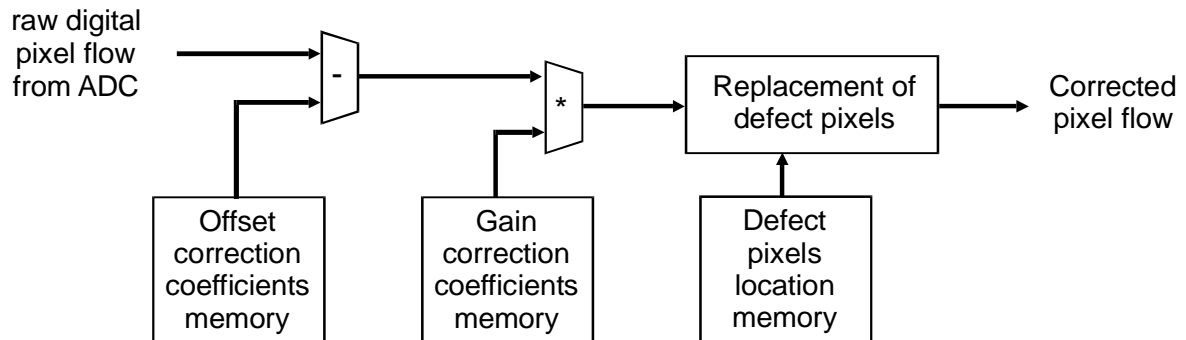 raw digital
pixel flow
from ADC
-
*
Replacement of
defect pixels
Corrected
pixel flow
Offset
correction
coefficients
memory
Gain
correction
coefficients
memory
Defect
pixels
location
memory